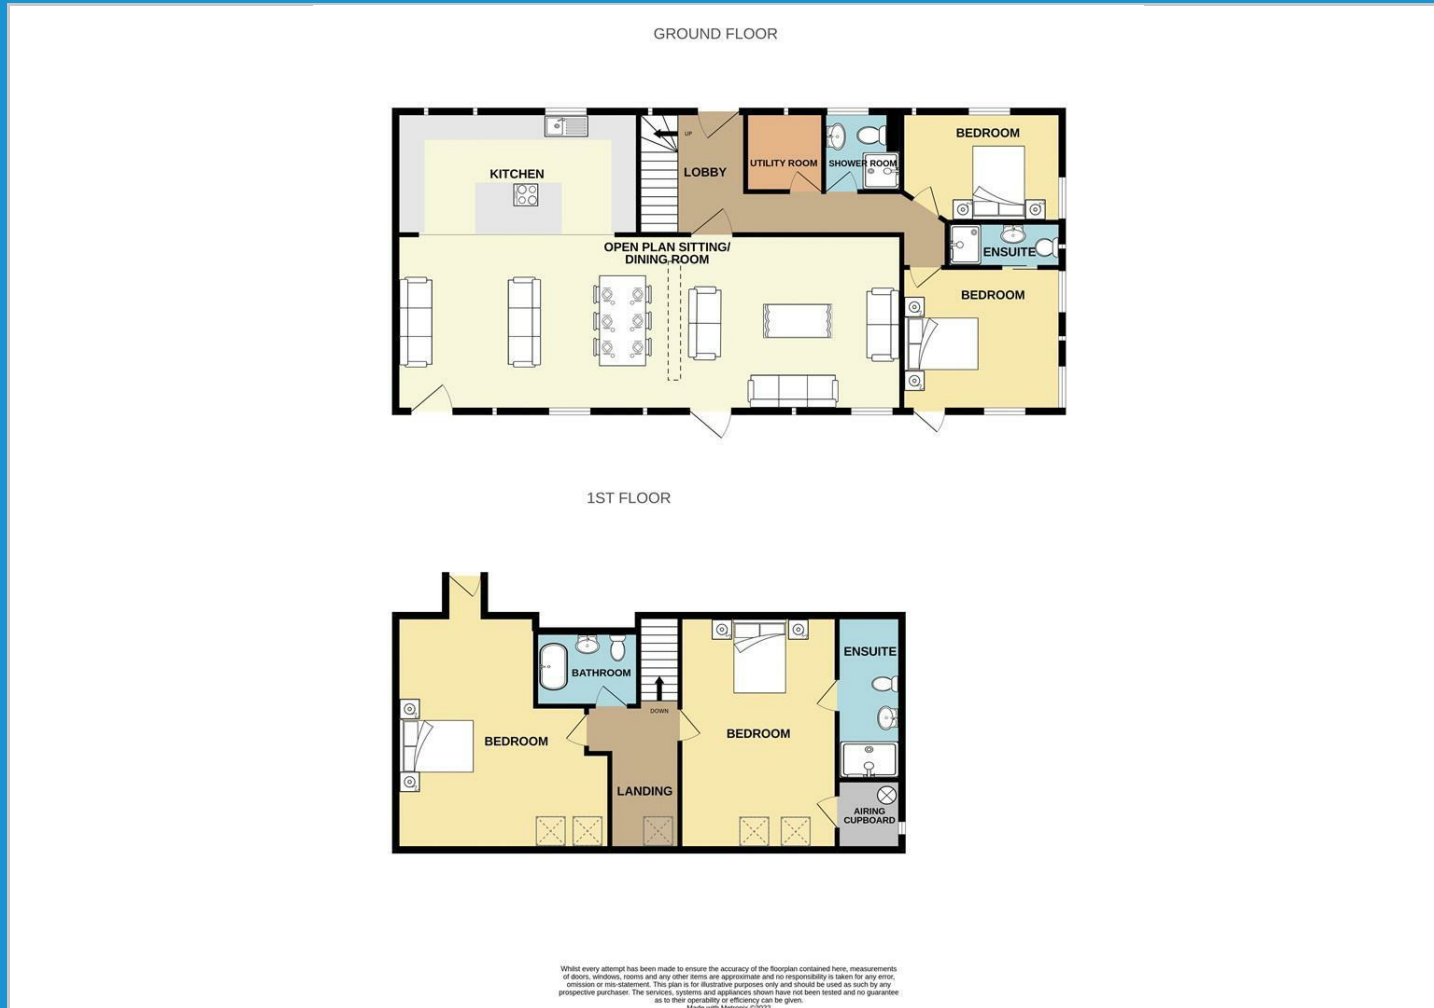 GROUND FLOOR
KITCHEN
UP
LOBBY
UTILITY ROOM
SHOWER ROOM
BEDROOM
ENSUITE
OPEN PLAN SITTING/
DINING ROOM
BEDROOM
1ST FLOOR
BATHROOM
ENSUITE
DOWN
BEDROOM
BEDROOM
LANDING
AIRING
CUPBOARD
Whilst every attempt has been made to ensure the accuracy of the floorplan contained here, measurements
of doors, windows, rooms and any other items are approximate and no responsibility is taken for any error,
omission or mis-statement. This plan is for illustrative purposes only and should be used as such by any
prospective purchaser. The services, systems and appliances shown have not been tested and no guarantee
as to their operability or efficiency can be given.
Made with Metropix ©2022